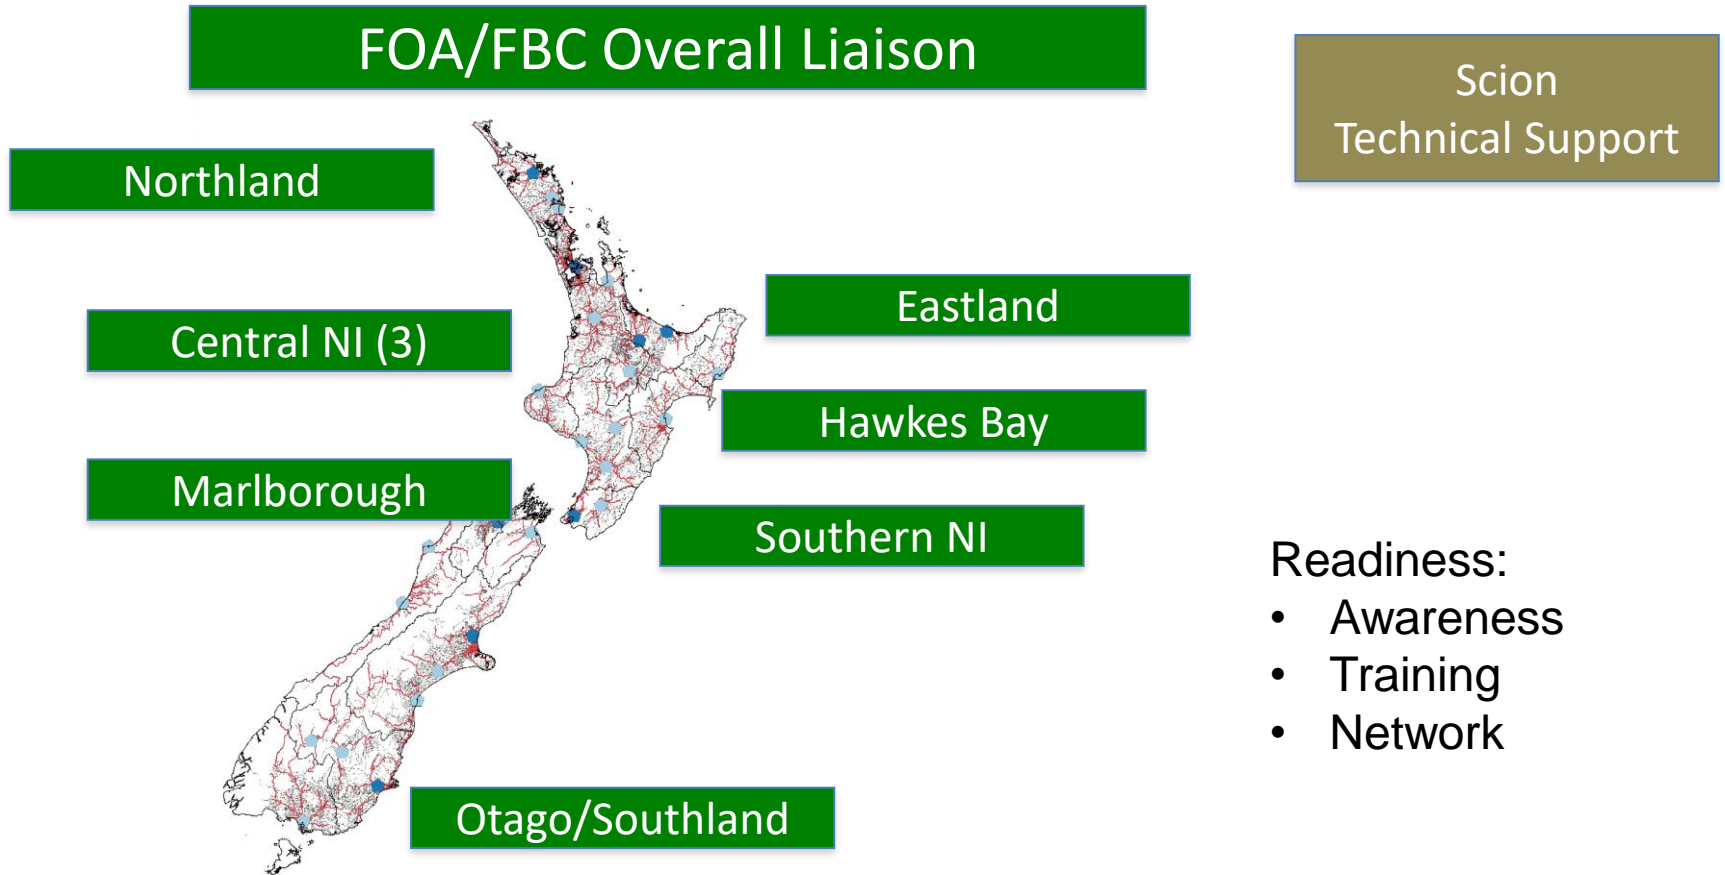 FOA/FBC Overall Liaison
Scion
Technical Support
Northland
Eastland
Central NI (3)
Hawkes Bay
Marlborough
Southern NI
Readiness:
• Awareness
• Training
• Network
Otago/Southland